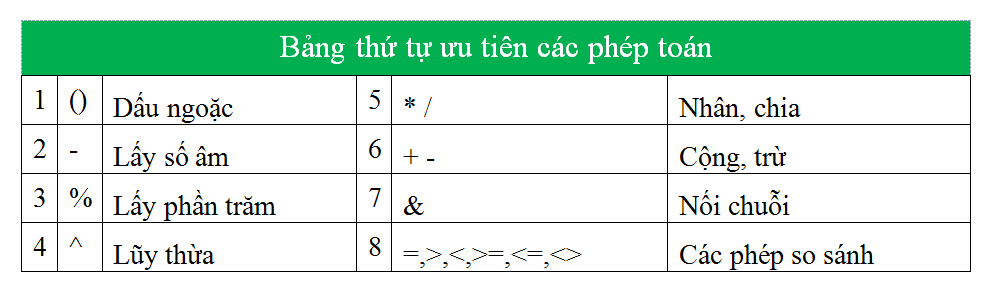 Bảng thứ tự ưu tiên các phép toán
1 () Dấu ngoặc 5 * / Nhân, chia
2 - Lấy số âm 6 + - Cộng, trừ
3 % Lấy phần trăm 7 & Nối chuỗi
4 ^ Lũy thừa 8 =,>,<,>=,<=,<> Các phép so sánh